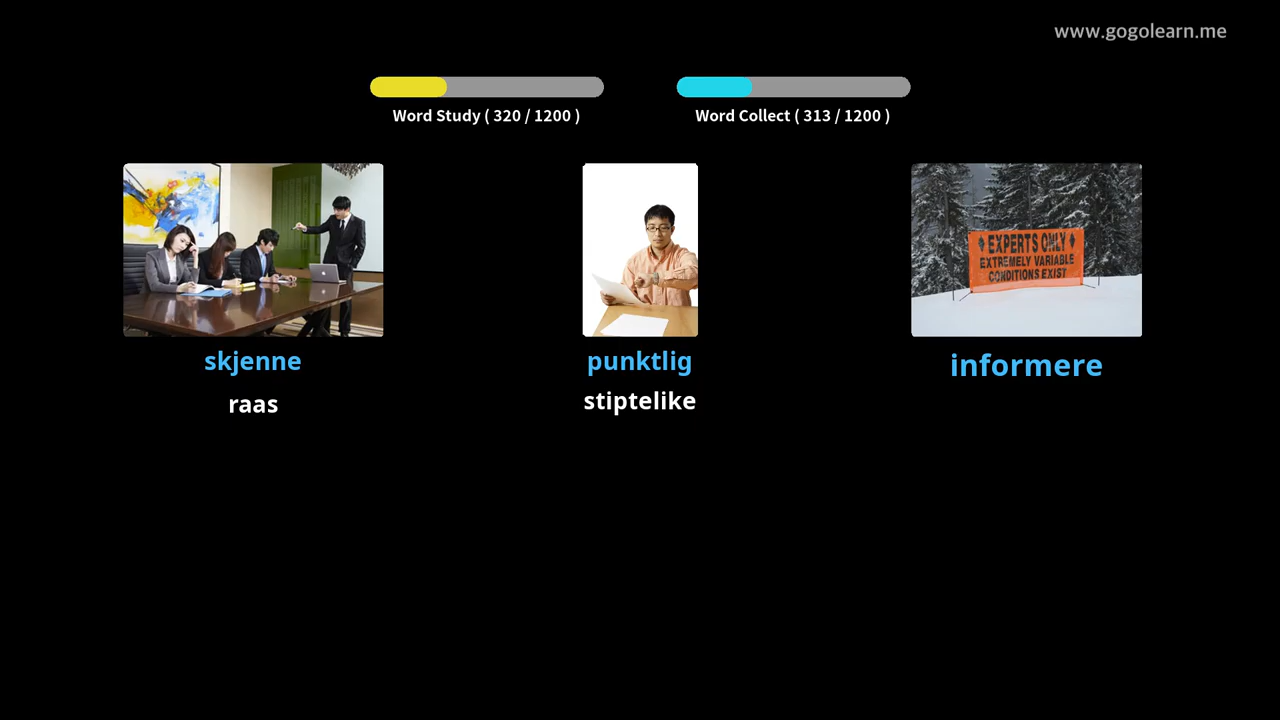 www.gogolearn.me
Word Study ( 320 / 1200 )
Word Collect ( 313 / 1200 )
EXPERTS ONLY
EXTREMELY VARIABLE
CONDITIONS EXIST
skjenne
punktlig
informere
raas
stiptelike